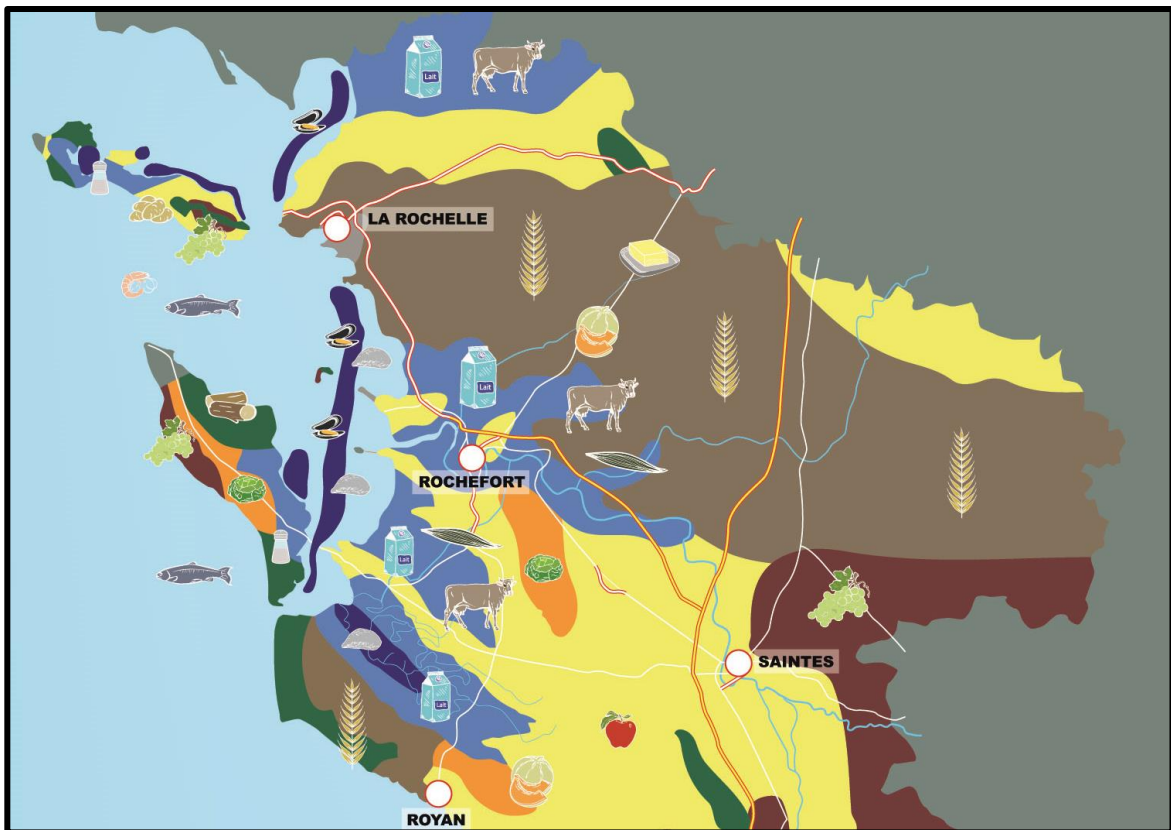 Lait
LA ROCHELLE
Lait
ROCHEFORT
Lait
SAINTES
Lait
ROYAN